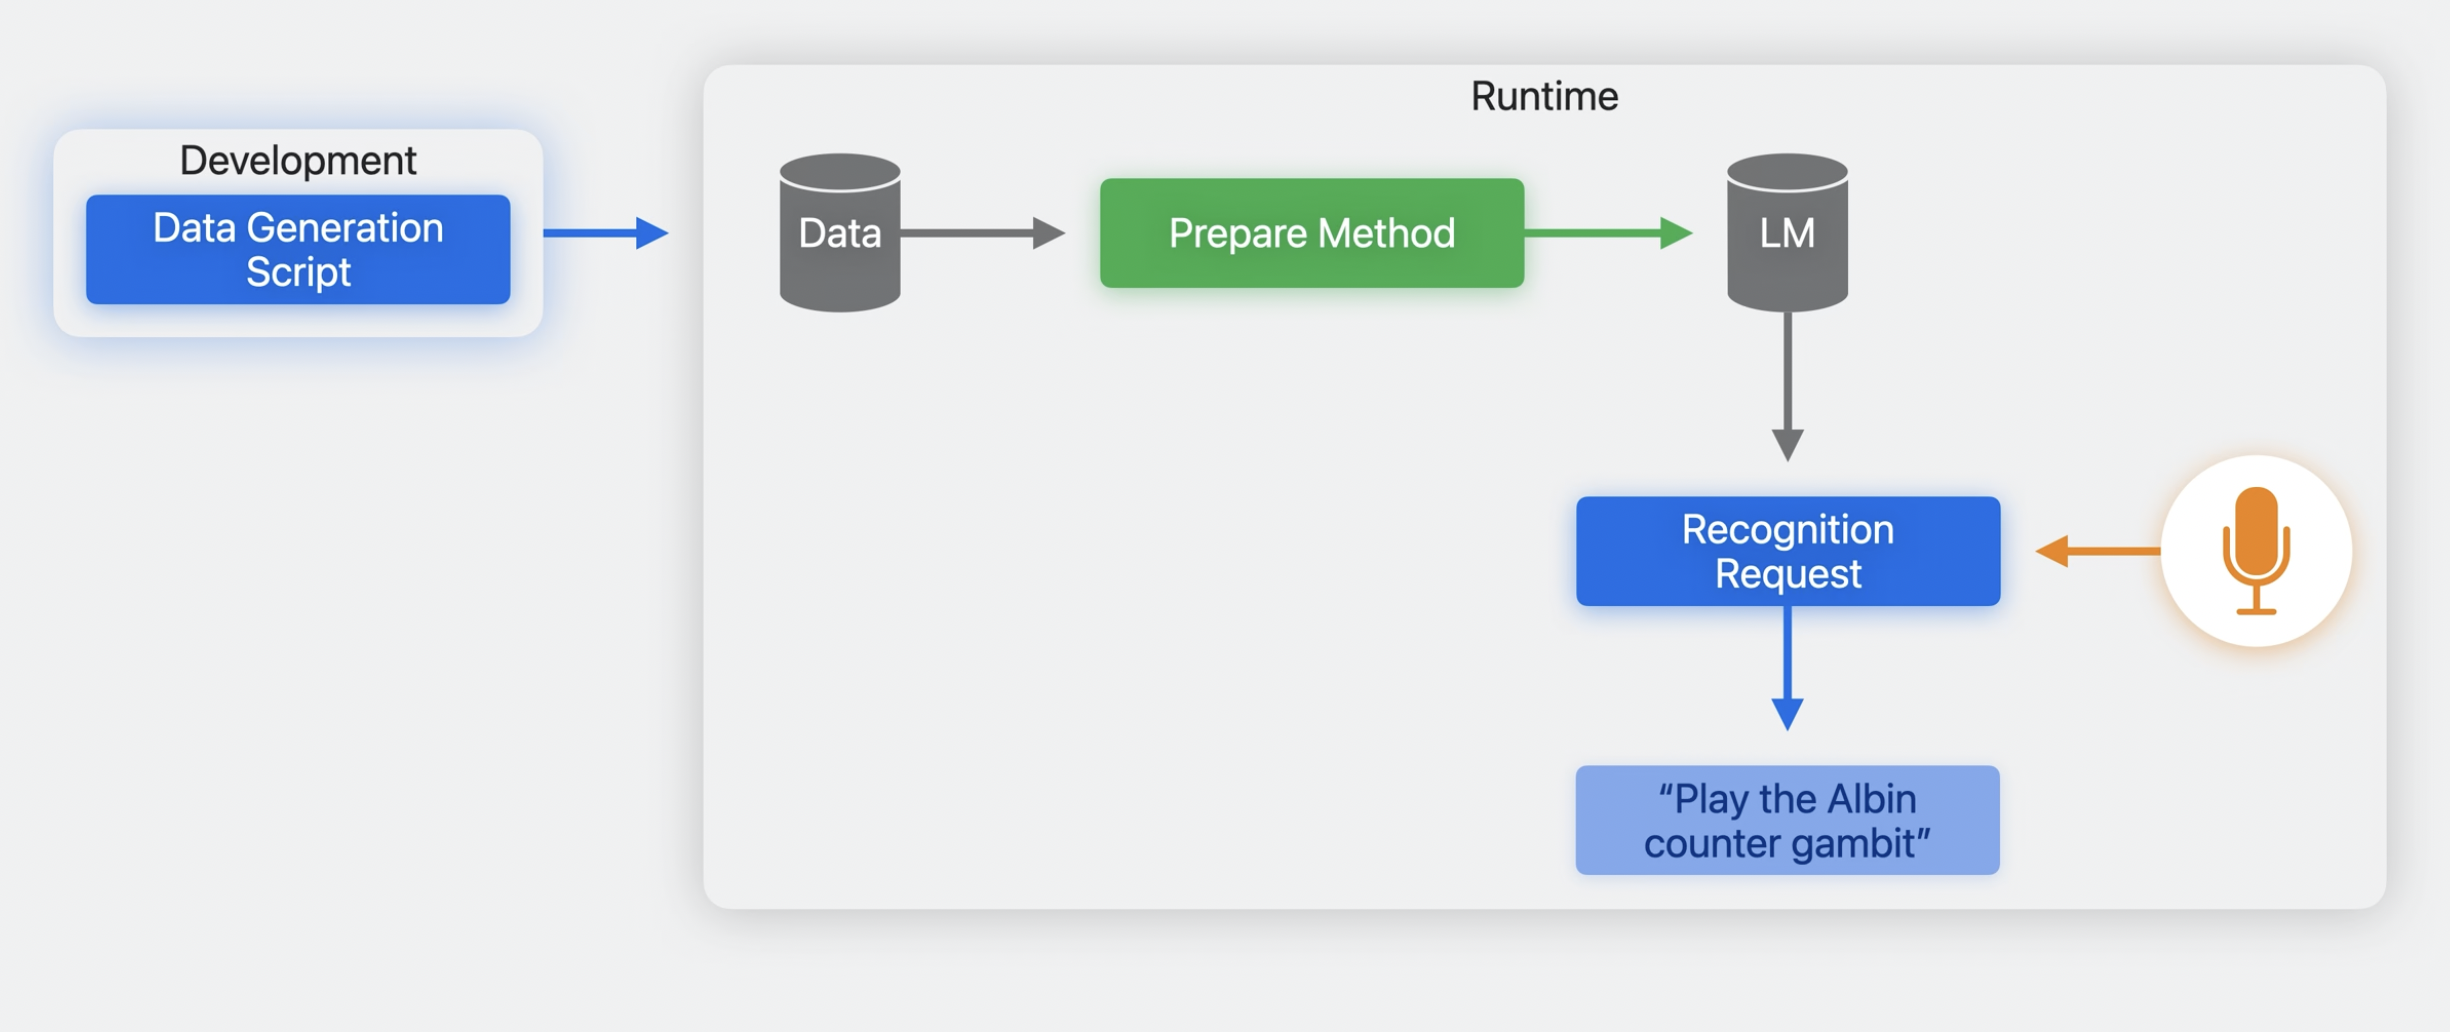 Runtime
Development
Data Generation
Script
Data
Prepare Method
LM
Recognition
Request
“Play the Albin
counter gambit”